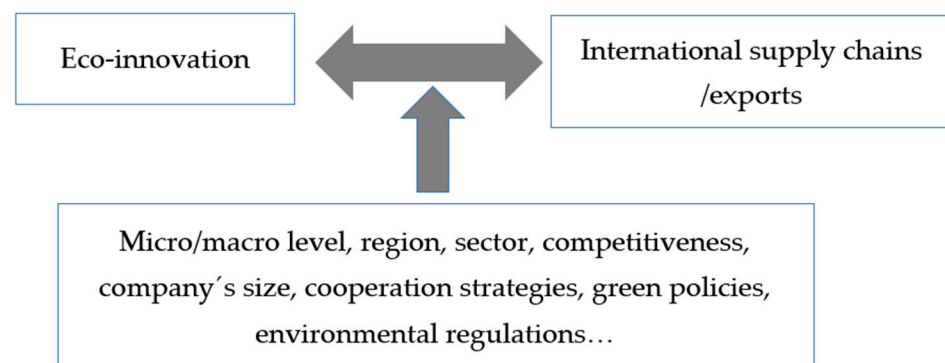 Eco-innovation
International supply chains
/exports
Micro/macro level, region, sector, competitiveness,
company´s size, cooperation strategies, green policies,
environmental regulations…